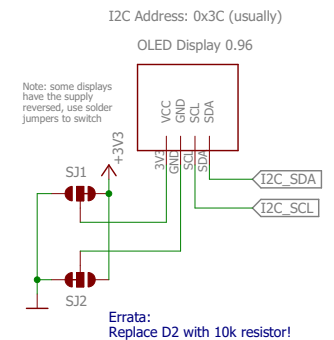 I2C Address: 0x3C (usually)
OLED Display 0.96
Note: some displays
have the supply
reversed, use solder
jumpers to switch
VCC
GND
SCL
SDA
+3V3
3V3
GND
SCL
SDA
SJ1
I2C_SDA
I2C_SCL
SJ2
Errata:
Replace D2 with 10k resistor!